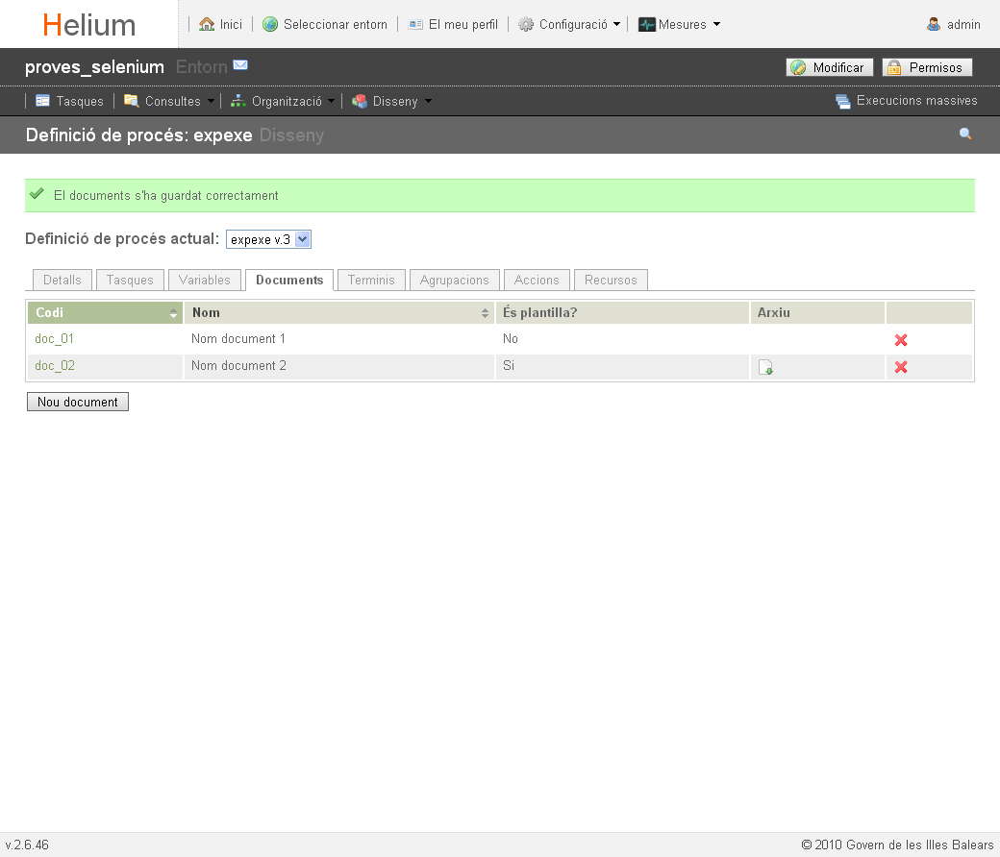 Helium
Inici Seleccionar entorn El meu perfil Configuració Mesures admin
proves_selenium Entorn Modificar Permisos
Tasques Consultes Organització Disseny Execucions massives
Definició de procés: expexe Disseny
El documents s'ha guardat correctament
Definició de procés actual: expexe v.3
Detalls Tasques Variables Documents Terminis Agrupacions Accions Recursos
Codi Nom És plantilla? Arxiu
doc_01 Nom document 1 No
doc_02 Nom document 2 Si
Nou document
v.2.6.46 © 2010 Govern de les Illes Balears